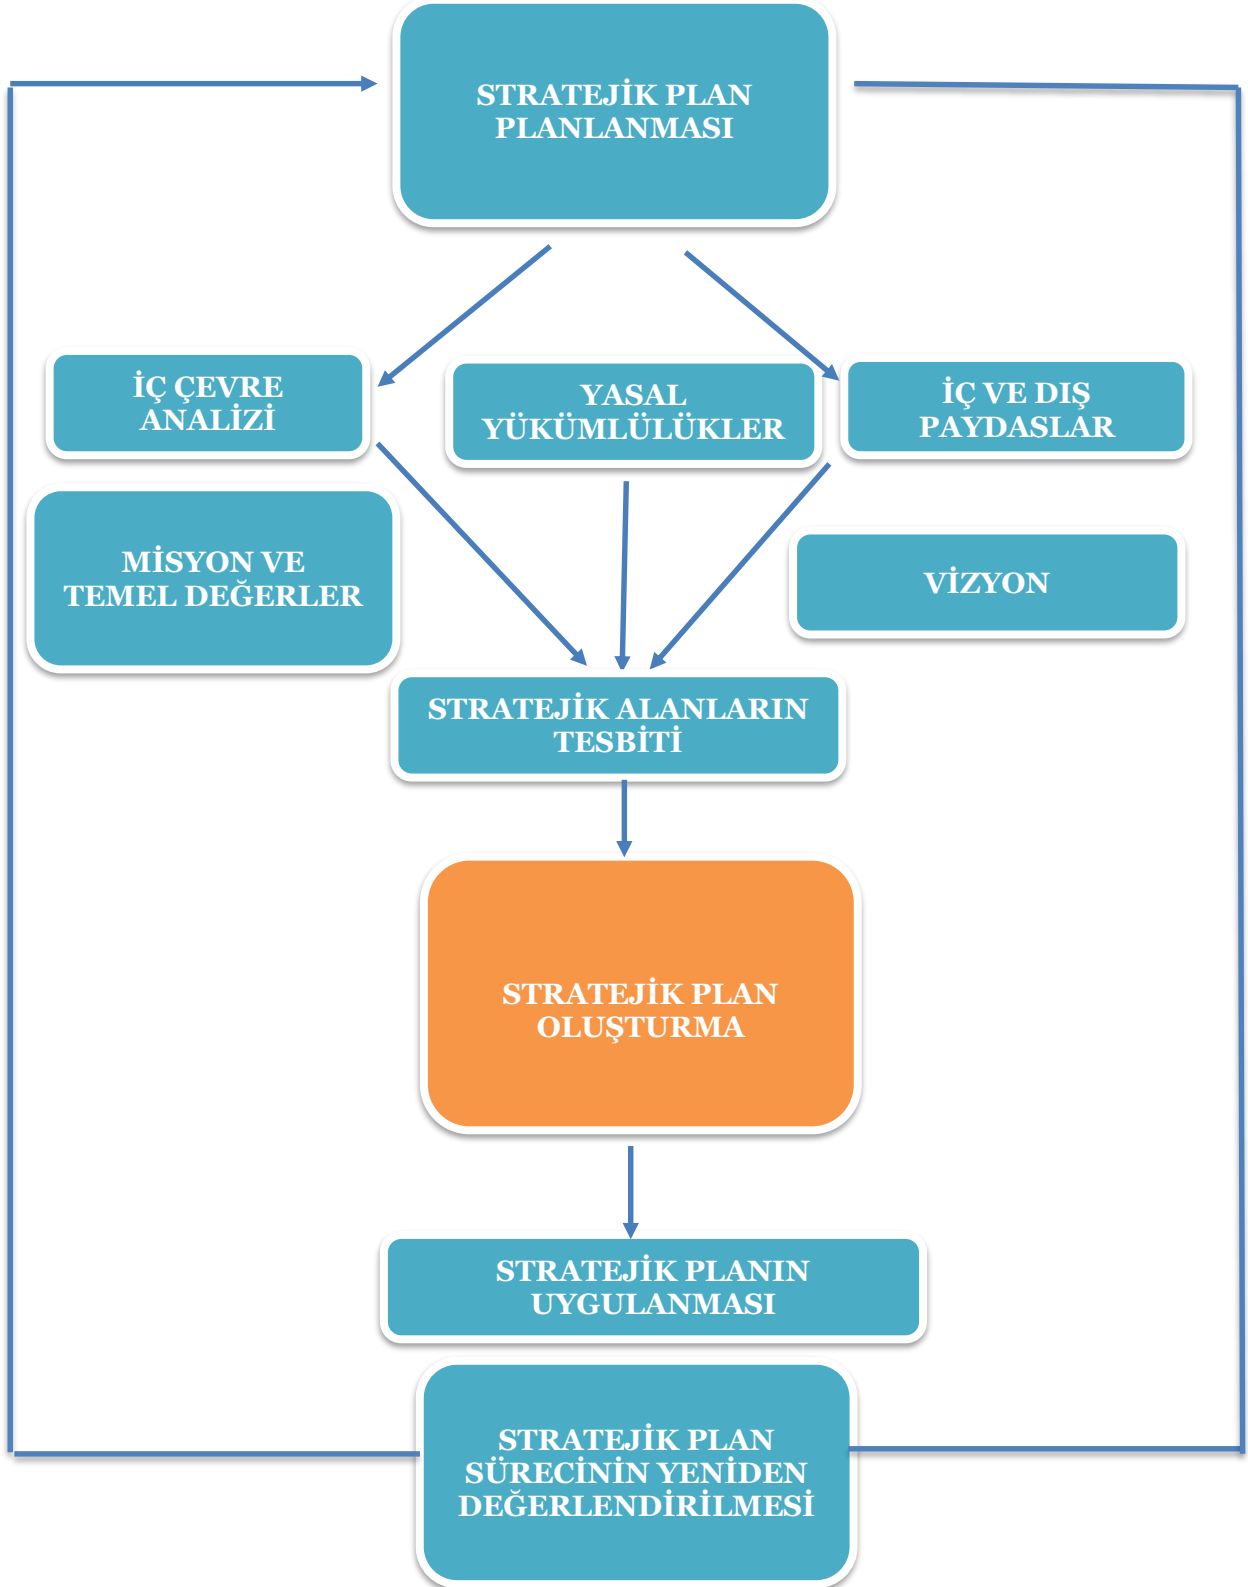 STRATEJİK PLAN
PLANLANMASI
İÇ ÇEVRE
ANALİZİ
YASAL
YÜKÜMLÜLÜKLER
İÇ VE DIŞ
PAYDASLAR
MİSYON VE
TEMEL DEĞERLER
VİZYON
STRATEJİK ALANLARIN
TESBİTİ
STRATEJİK PLAN
OLUŞTURMA
STRATEJİK PLANIN
UYGULANMASI
STRATEJİK PLAN
SÜRECİNİN YENİDEN
DEĞERLENDİRİLMESİ